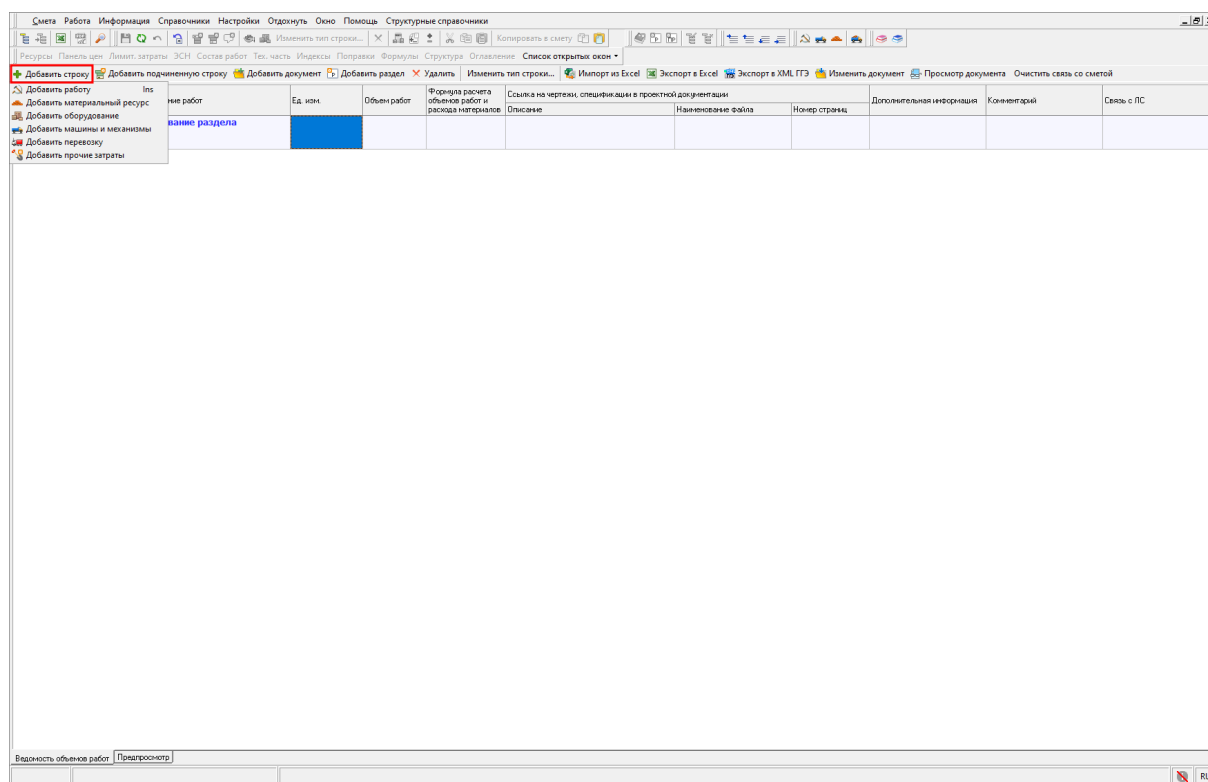 Смета Работа Информация Справочники Настройки Отдохнуть Окно Помощь Структурные справочники
Изменить тип строки... Копировать в смету
Ресурсы Панель цен Лимит. затраты ЭСН Состав работ Тех. часть Индексы Поправки Формулы Структура Оглавление Список открытых окон
Добавить строку Добавить подчиненную строку Добавить документ Добавить раздел Удалить Изменить тип строки... Импорт из Excel Экспорт в Excel Экспорт в XML ГГЭ Изменить документ Просмотр документа Очистить связь со сметой
Добавить работу Ins
Добавить материальный ресурс
Добавить оборудование
Добавить машины и механизмы
Добавить перевозку
Добавить прочие затраты
ние работ Ед. изм. Объем работ Формула расчета объемов работ и расхода материалов Ссылка на чертежи, спецификации в проектной документации Дополнительная информация Комментарий Связь с ЛС
Описание Наименование файла Номер страниц
вание раздела
Ведомость объемов работ Предпросмотр